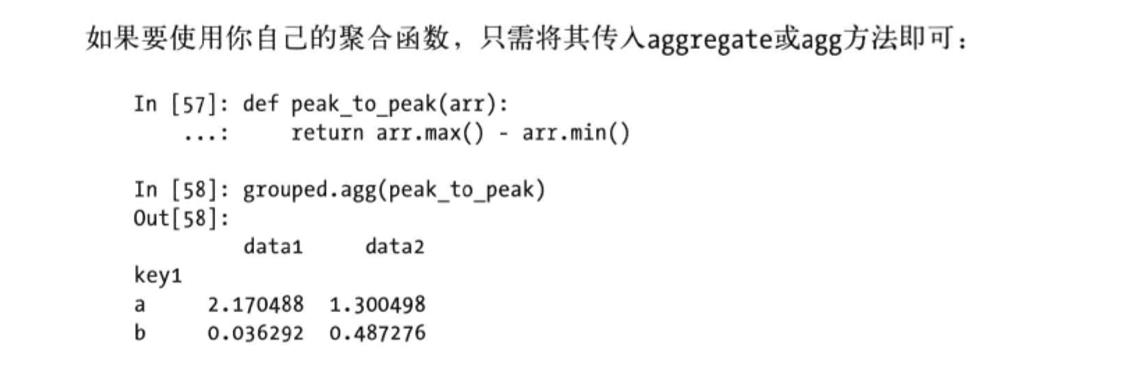 如果要使用你自己的聚合函数，只需将其传入aggregate或agg方法即可：
In [57]: def peak_to_peak(arr):
    ...:     return arr.max() - arr.min()
In [58]: grouped.agg(peak_to_peak)
Out[58]:
         data1     data2
key1
a     2.170488  1.300498
b     0.036292  0.487276